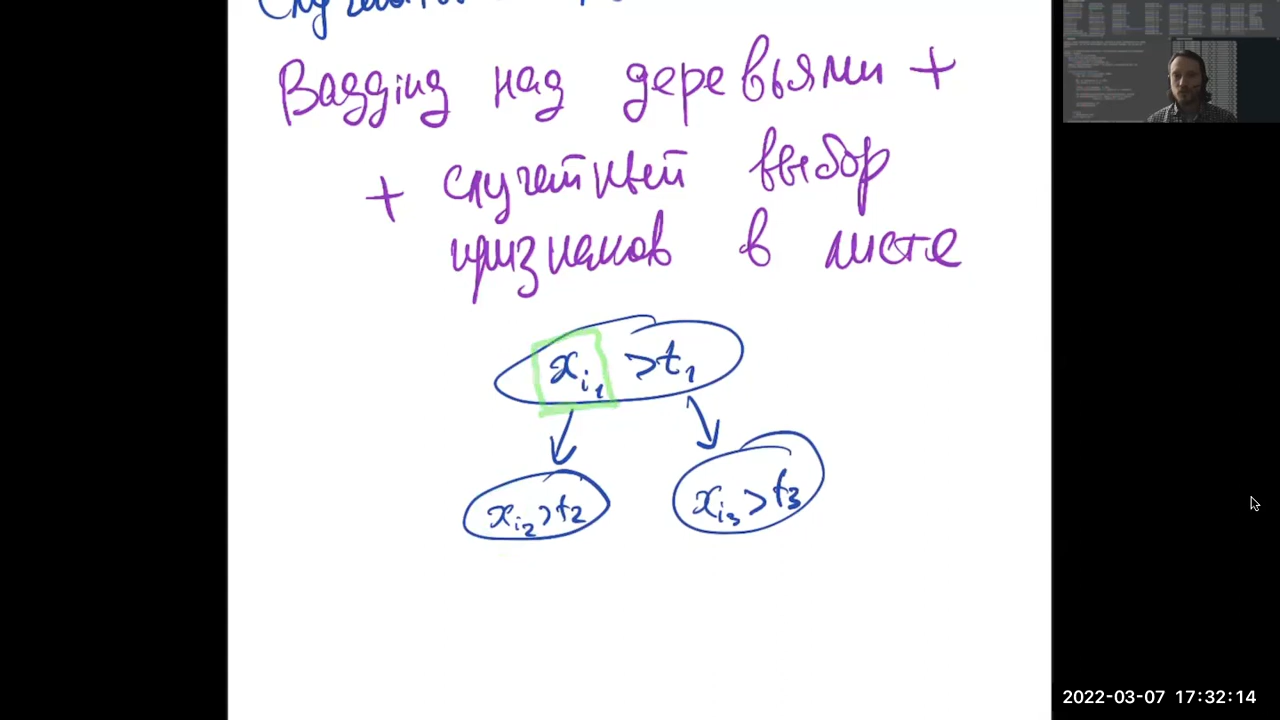 Bagging над деревьями +
+ случайный выбор
признаков в листе
x_{i_1} > t_1
x_{i_2} > t_2
x_{i_3} > t_3
2022-03-07 17:32:14